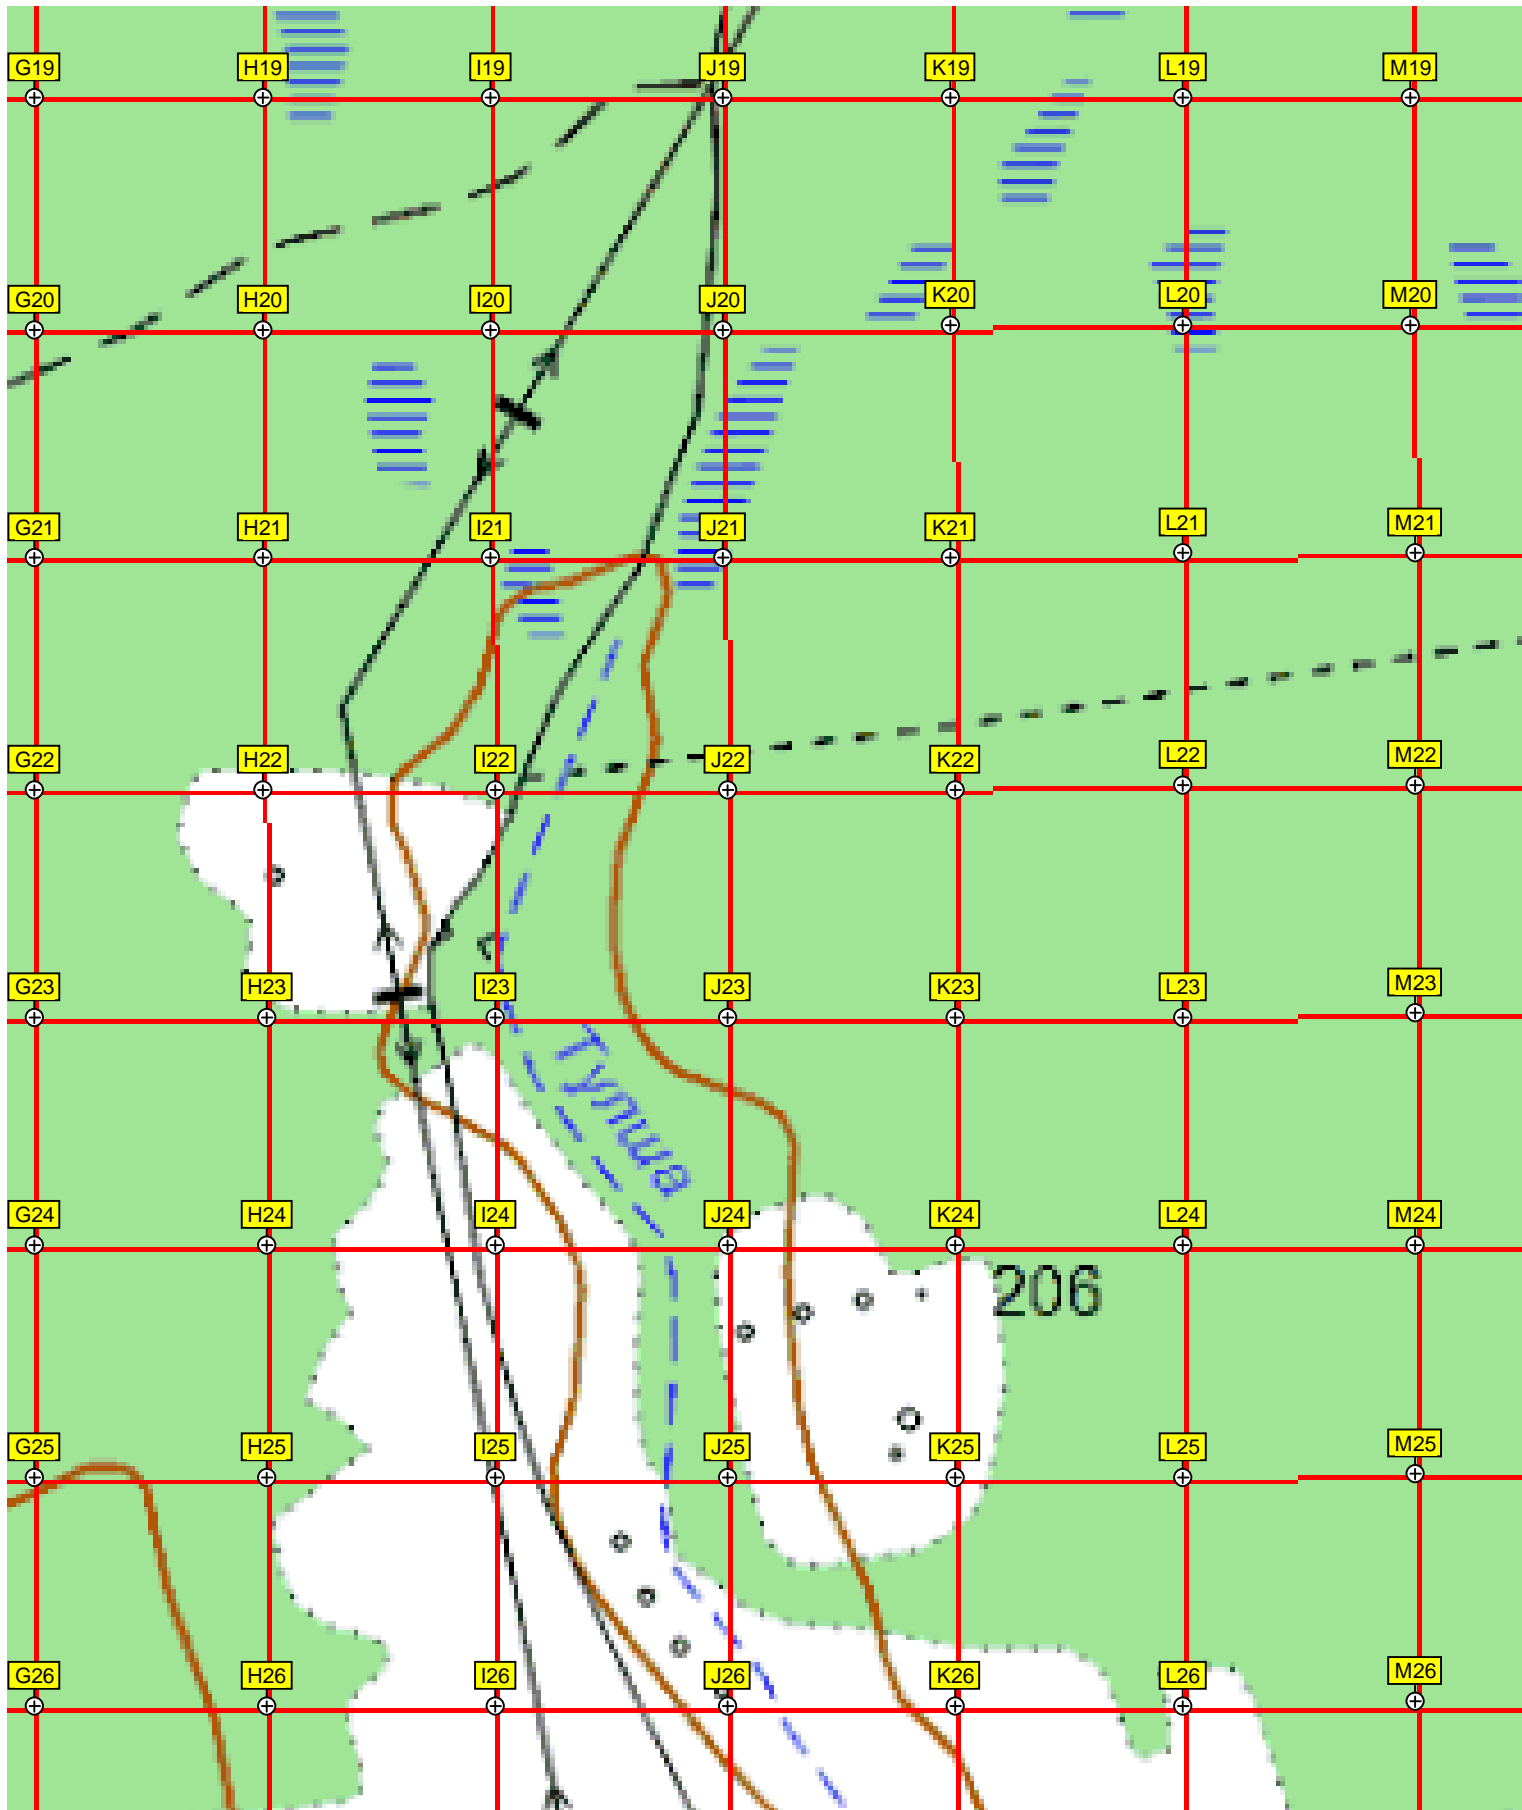 G19 H19 I19 J19 K19 L19 M19
G20 H20 I20 J20 K20 L20 M20
G21 H21 I21 J21 K21 L21 M21
G22 H22 I22 J22 K22 L22 M22
G23 H23 I23 J23 K23 L23 M23
Тулша
G24 H24 I24 J24 K24 L24 M24
206
G25 H25 I25 J25 K25 L25 M25
G26 H26 I26 J26 K26 L26 M26